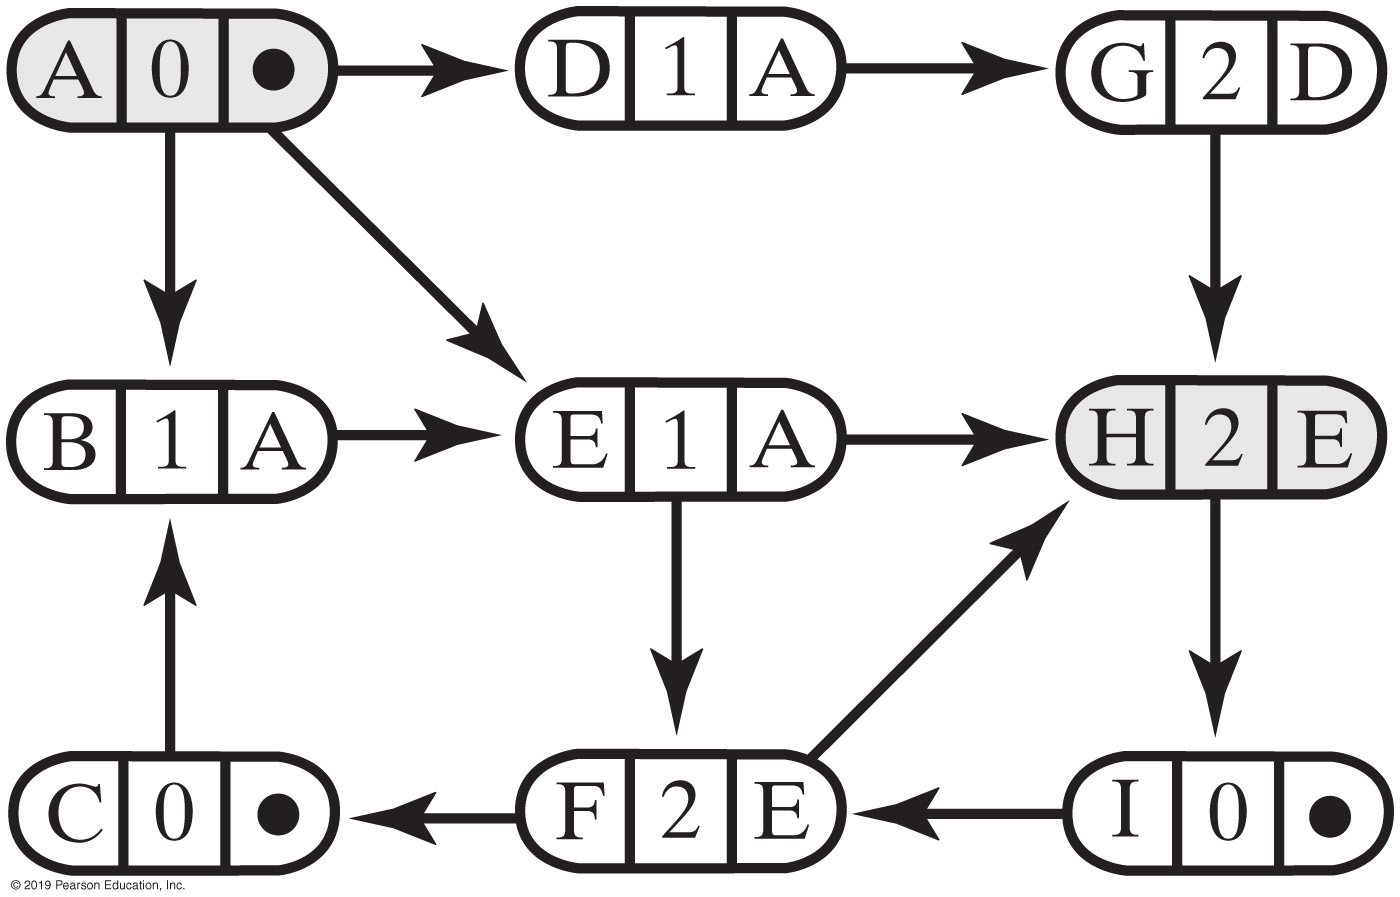 A 0 D 1 A G 2 D
B 1 A E 1 A H 2 E
C 0 F 2 E I 0
© 2019 Pearson Education, Inc.